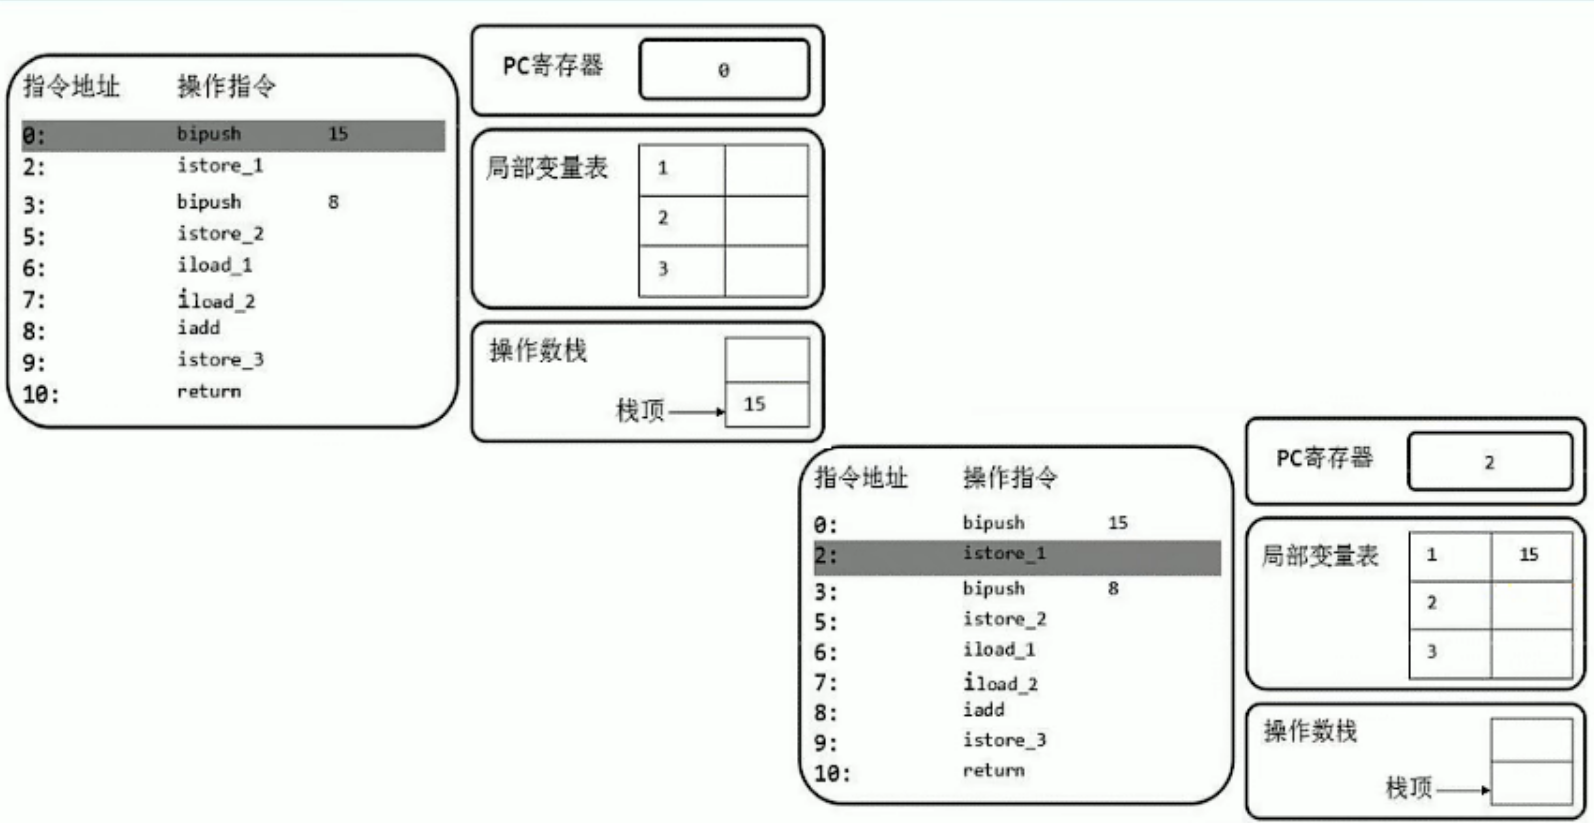 PC寄存器 0
指令地址 操作指令
0: bipush 15
2: istore_1
3: bipush 8
5: istore_2
6: iload_1
7: iload_2
8: iadd
9: istore_3
10: return
局部变量表 1
2
3
操作数栈
栈顶 15
PC寄存器 2
指令地址 操作指令
0: bipush 15
2: istore_1
3: bipush 8
5: istore_2
6: iload_1
7: iload_2
8: iadd
9: istore_3
10: return
局部变量表 1 15
2
3
操作数栈
栈顶